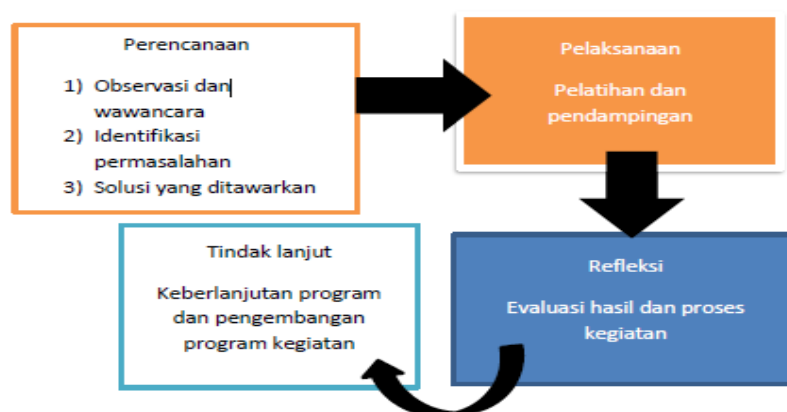 Perencanaan
1) Observasi dan
wawancara
2) Identifikasi
permasalahan
3) Solusi yang ditawarkan
Pelaksanaan
Pelatihan dan
pendampingan
Refleksi
Evaluasi hasil dan proses
kegiatan
Tindak lanjut
Keberlanjutan program
dan pengembangan
program kegiatan